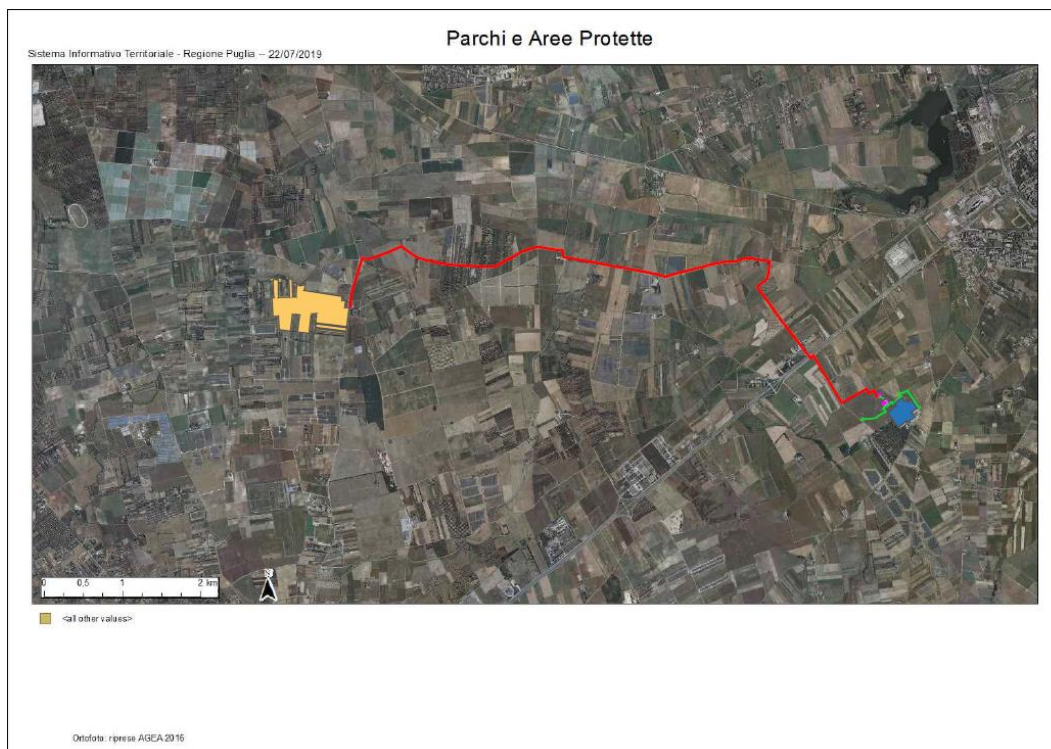 Parchi e Aree Protette
Sistema Informativo Territoriale - Regione Puglia -- 22/07/2019
0 0,5 1 2 km
<all other values>
Ortofoto: riprese AGEA 2016